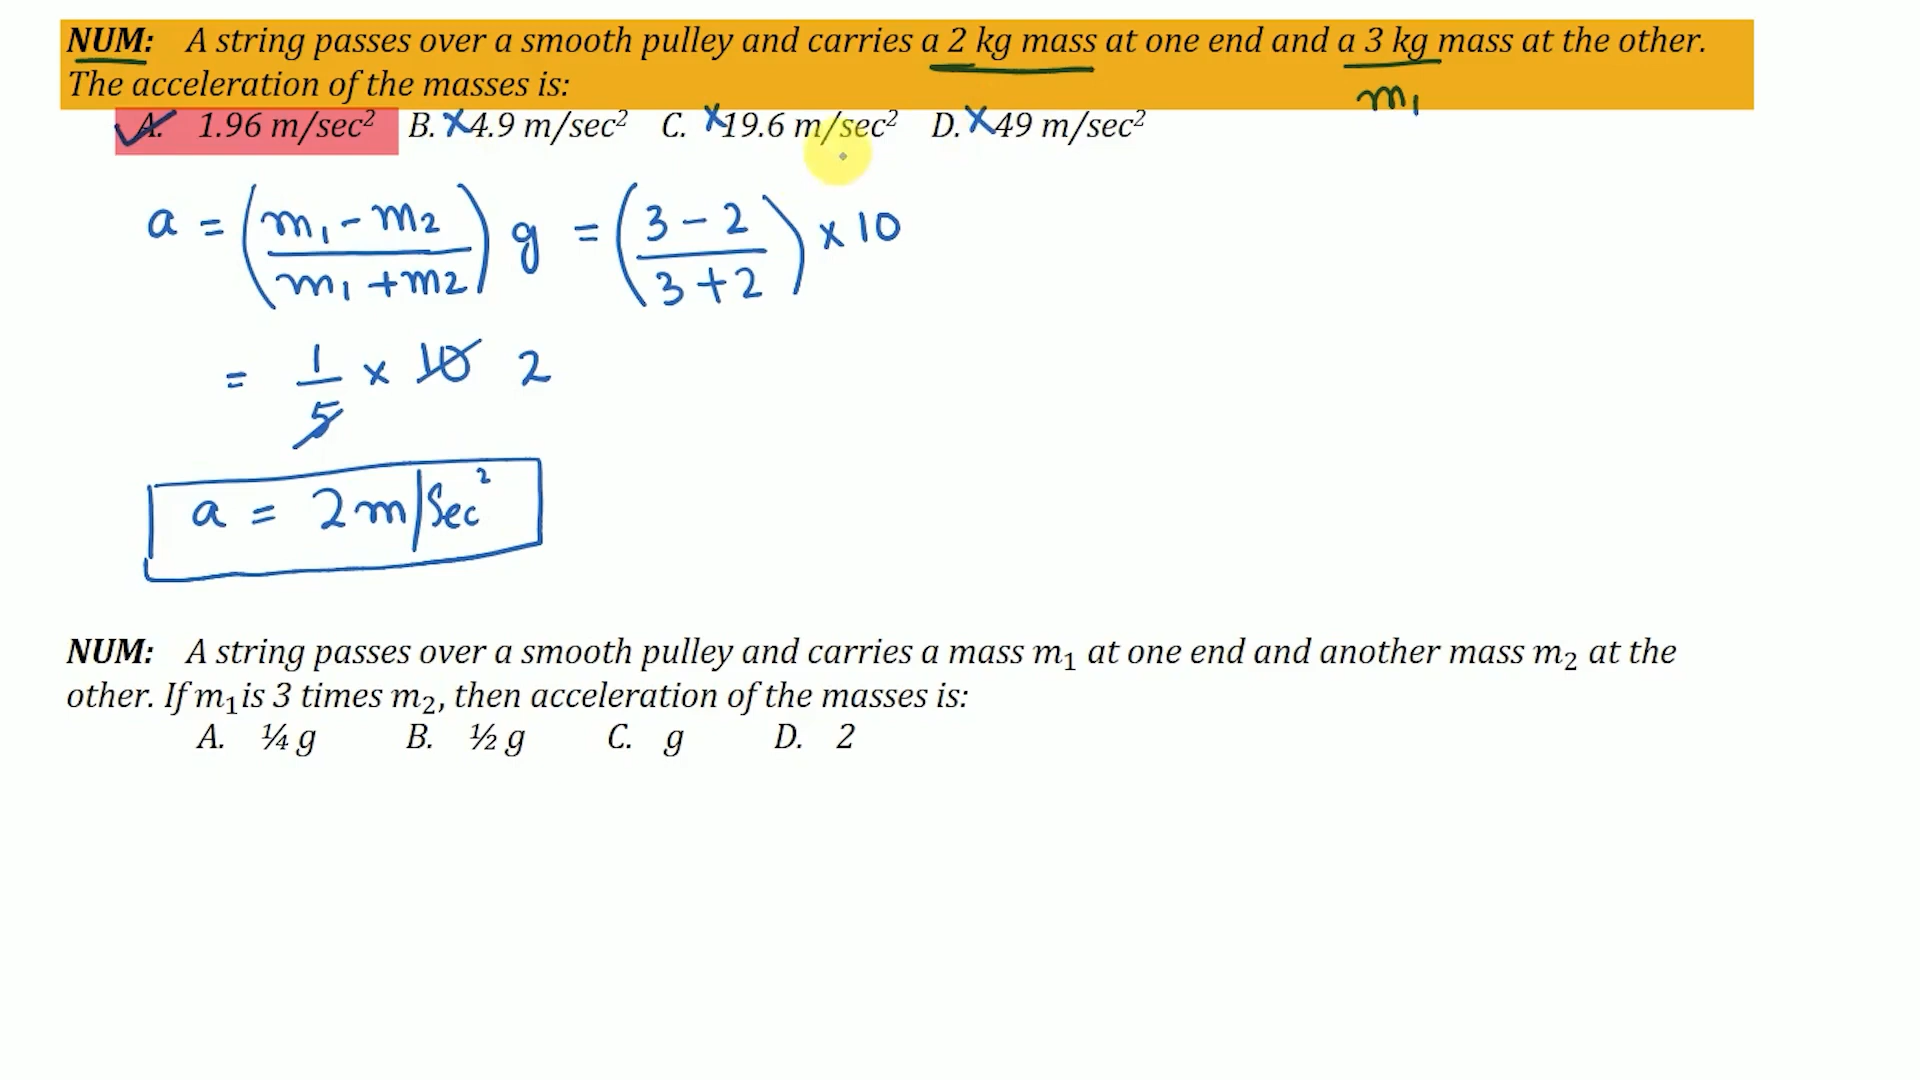 NUM: A string passes over a smooth pulley and carries a 2 kg mass at one end and a 3 kg mass at the other.
The acceleration of the masses is:
m₁
A. 1.96 m/sec² B. ×4.9 m/sec² C. ×19.6 m/sec² D. ×49 m/sec²
a = (m₁ - m₂ / m₁ + m₂) g = (3 - 2 / 3 + 2) × 10
= 1/5 × 10 2
a = 2 m/Sec²
NUM: A string passes over a smooth pulley and carries a mass m₁ at one end and another mass m₂ at the
other. If m₁ is 3 times m₂, then acceleration of the masses is:
A. ¼ g B. ½ g C. g D. 2